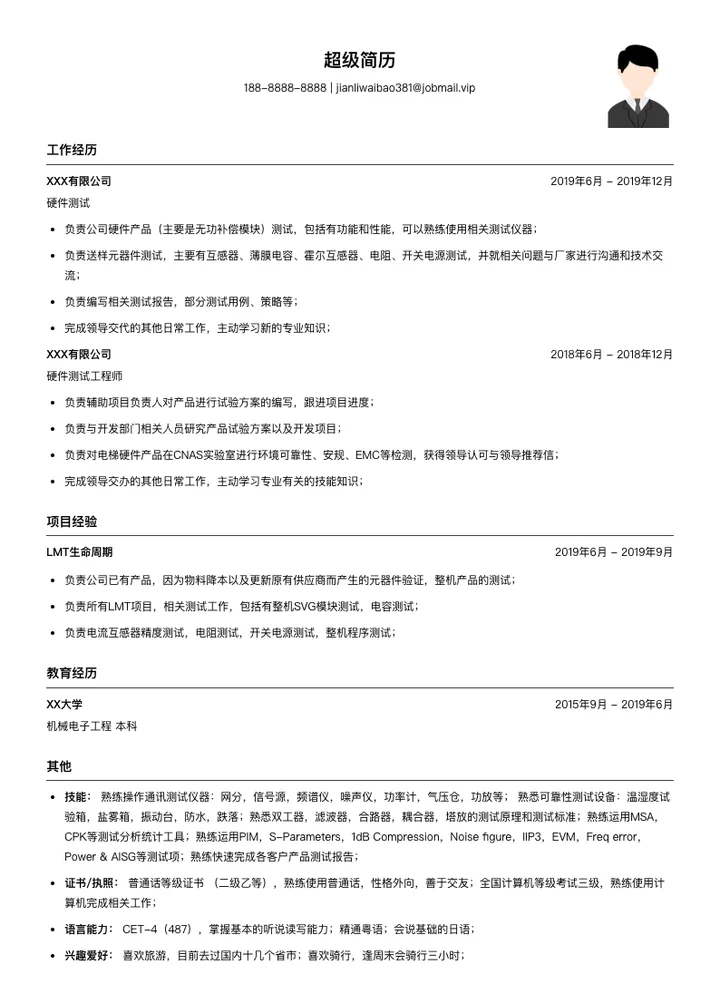 超级简历
188-8888-8888 | jianliwaibao381@jobmail.vip
工作经历
XXX有限公司 2019年6月 – 2019年12月
硬件测试
• 负责公司硬件产品（主要是无功补偿模块）测试，包括有功能和性能，可以熟练使用相关测试仪器；
• 负责送样元器件测试，主要有互感器、薄膜电容、霍尔互感器、电阻、开关电源测试，并就相关问题与厂家进行沟通和技术交
流；
• 负责编写相关测试报告，部分测试用例、策略等；
• 完成领导交代的其他日常工作，主动学习新的专业知识；
XXX有限公司 2018年6月 – 2018年12月
硬件测试工程师
• 负责辅助项目负责人对产品进行试验方案的编写，跟进项目进度；
• 负责与开发部门相关人员研究产品试验方案以及开发项目；
• 负责对电梯硬件产品在CNAS实验室进行环境可靠性、安规、EMC等检测，获得领导认可与领导推荐信；
• 完成领导交办的其他日常工作，主动学习专业有关的技能知识；
项目经验
LMT生命周期 2019年6月 – 2019年9月
• 负责公司已有产品，因为物料降本以及更新原有供应商而产生的元器件验证，整机产品的测试；
• 负责所有LMT项目，相关测试工作，包括有整机SVG模块测试，电容测试；
• 负责电流互感器精度测试，电阻测试，开关电源测试，整机程序测试；
教育经历
XX大学 2015年9月 – 2019年6月
机械电子工程 本科
其他
• 技能： 熟练操作通讯测试仪器：网分，信号源，频谱仪，噪声仪，功率计，气压仓，功放等； 熟悉可靠性测试设备：温湿度试
验箱，盐雾箱，振动台，防水，跌落；熟悉双工器，滤波器，合路器，耦合器，塔放的测试原理和测试标准；熟练运用MSA，
CPK等测试分析统计工具；熟练运用PIM，S-Parameters，1dB Compression，Noise figure，IIP3，EVM，Freq error，
Power & AISG等测试项；熟练快速完成各客户产品测试报告；
• 证书/执照： 普通话等级证书 （二级乙等），熟练使用普通话，性格外向，善于交友；全国计算机等级考试三级，熟练使用计
算机完成相关工作；
• 语言能力： CET-4（487），掌握基本的听说读写能力；精通粤语；会说基础的日语；
• 兴趣爱好： 喜欢旅游，目前去过国内十几个省市；喜欢骑行，逢周末会骑行三小时；